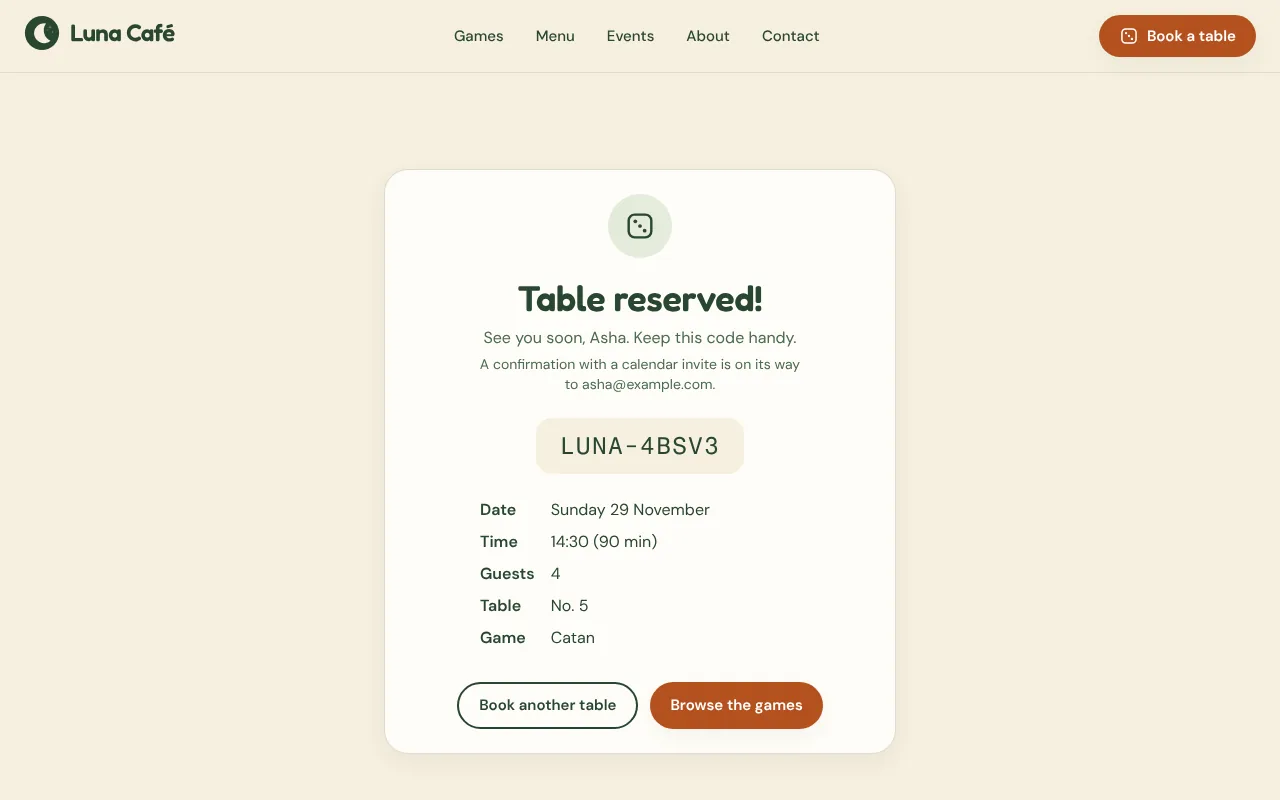 Luna Café
Games
Menu
Events
About
Contact
Book a table
Table reserved!
See you soon, Asha. Keep this code handy.
A confirmation with a calendar invite is on its way
to asha@example.com.
LUNA-4BSV3
Date Sunday 29 November
Time 14:30 (90 min)
Guests 4
Table No. 5
Game Catan
Book another table
Browse the games